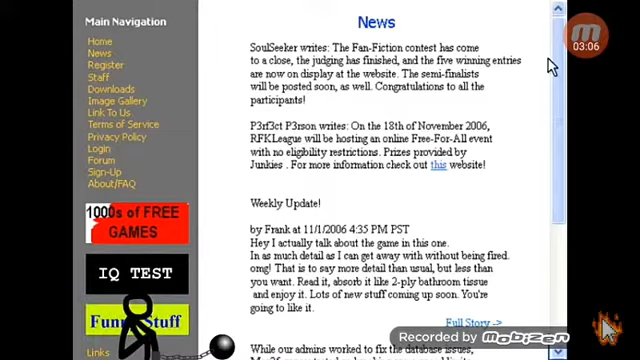 Main Navigation
Home
News
Register
Staff
Downloads
Image Gallery
Link To Us
Terms of Service
Privacy Policy
Login
Forum
Sign-Up
About/FAQ
1000s of FREE
GAMES
IQ TEST
Funny Stuff
Links
News
SoulSeeker writes: The Fan-Fiction contest has come
to a close, the judging has finished, and the five winning entries
are now on display at the website. The semi-finalists
will be posted soon, as well. Congratulations to all the
participants!
P3rf3ct P3rson writes: On the 18th of November 2006,
RFK League will be hosting an online Free-For-All event
with no eligibility restrictions. Prizes provided by
Junkies . For more information check out this website!
Weekly Update!
by Frank at 11/1/2006 4:35 PM PST
Hey I actually talk about the game in this one.
In as much detail as I can get away with without being fired.
omg! That is to say more detail than usual, but less than
you want. Read it, absorb it like 2-ply bathroom tissue
and enjoy it. Lots of new stuff coming up soon. You're
going to like it.
Full Story ->
While our admins worked to fix the database issues,
03:06
Recorded by mobizen